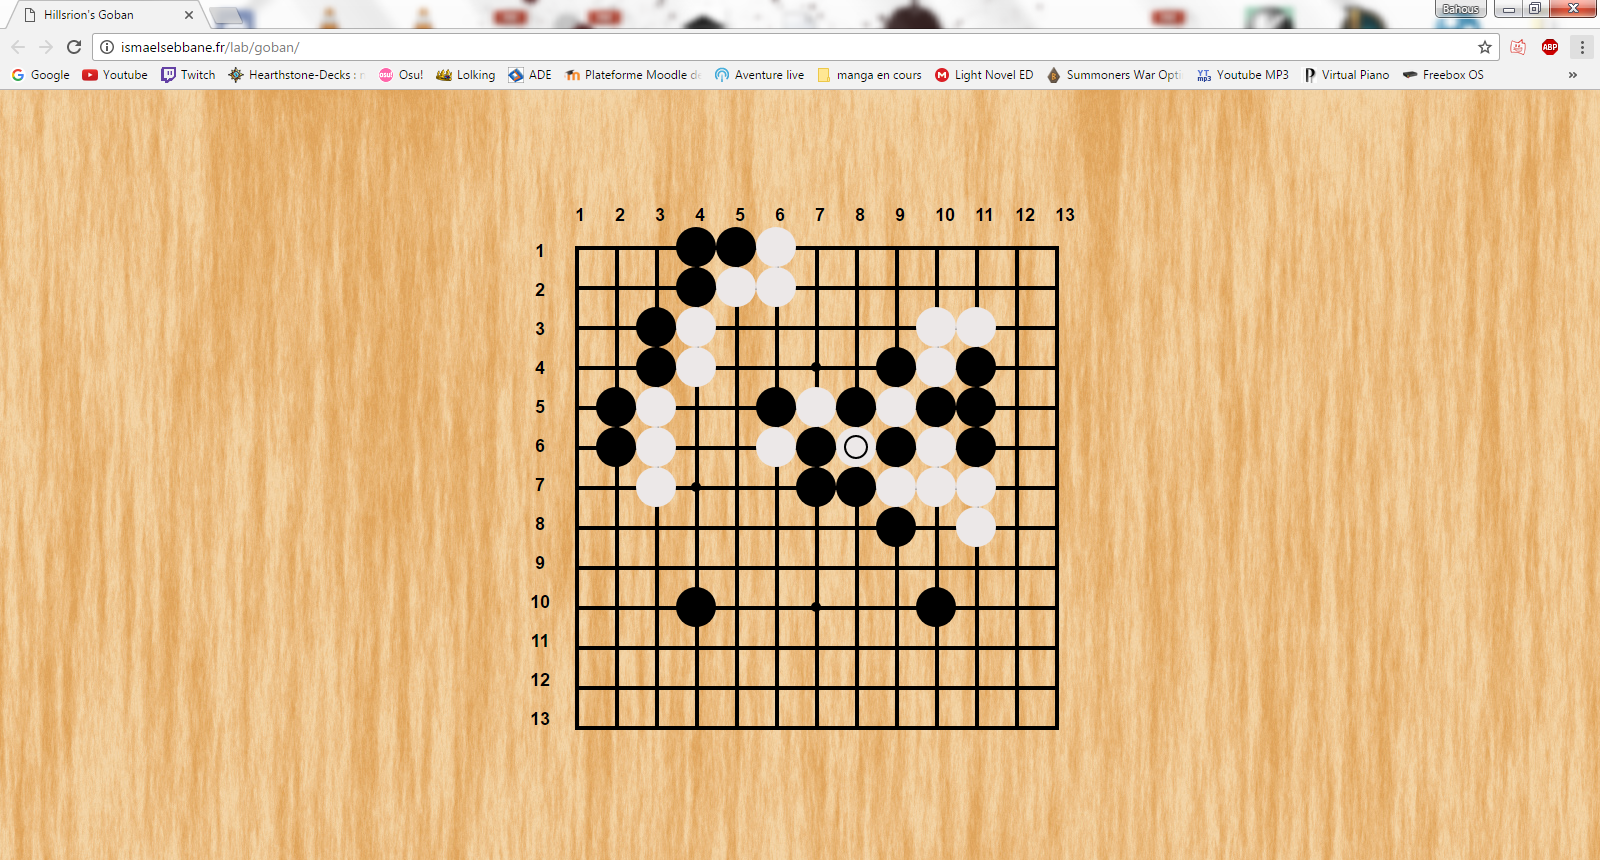 Hillsrion's Goban
Bahous
ismaelsebbane.fr/lab/goban/
ABP
Google Youtube Twitch Hearthstone-Decks : Osu! Lolking ADE Plateforme Moodle de Aventure live manga en cours Light Novel ED Summoners War Opti Youtube MP3 Virtual Piano Freebox OS »
1 2 3 4 5 6 7 8 9 10 11 12 13
1
2
3
4
5
6
7
8
9
10
11
12
13